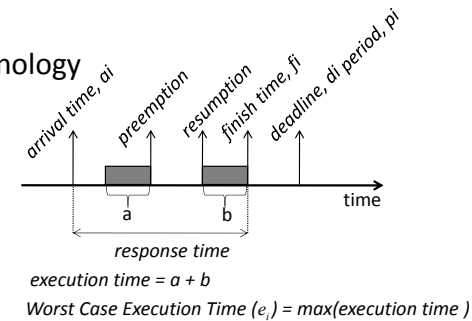 nology
arrival time, ai
preemption
resumption
finish time, fi
deadline, di period, pi
time
a
b
response time
execution time = a + b
Worst Case Execution Time (e_i) = max(execution time )